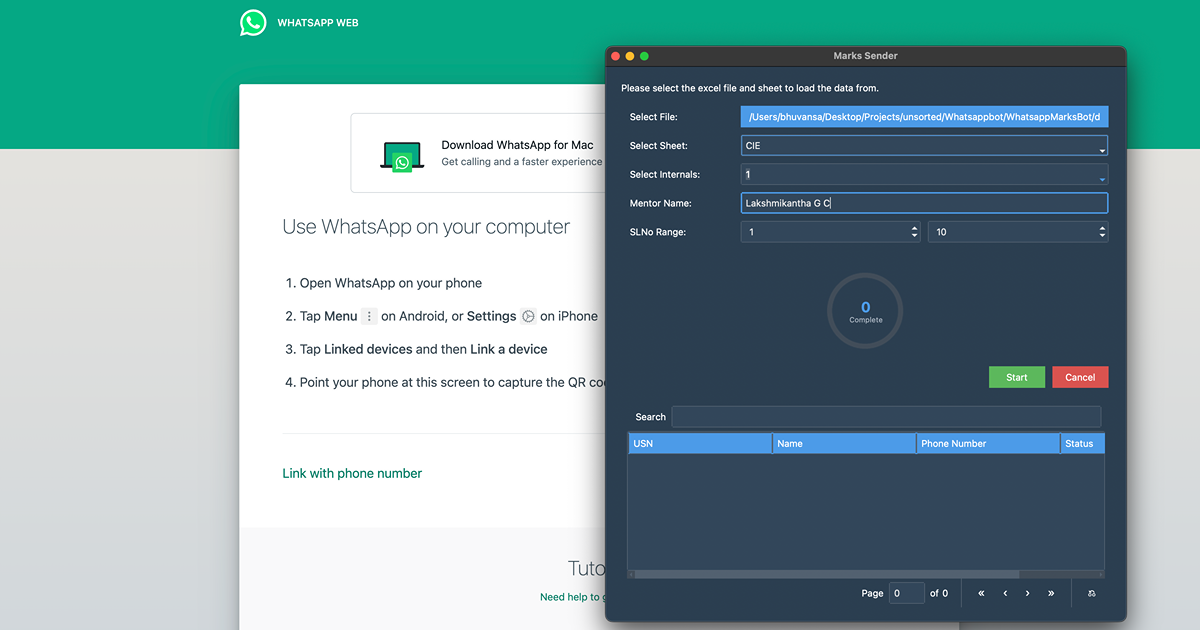 WHATSAPP WEB
Download WhatsApp for Mac
Get calling and a faster experience
Use WhatsApp on your computer
1. Open WhatsApp on your phone
2. Tap Menu on Android, or Settings on iPhone
3. Tap Linked devices and then Link a device
4. Point your phone at this screen to capture the QR co
Link with phone number
Tuto
Need help to g
Marks Sender
Please select the excel file and sheet to load the data from.
Select File: /Users/bhuvansa/Desktop/Projects/unsorted/Whatsappbot/WhatsappMarksBot/d
Select Sheet: CIE
Select Internals: 1
Mentor Name: Lakshmikantha G C
SLNo Range: 1 10
0
Complete
Start Cancel
Search
USN Name Phone Number Status
Page 0 of 0 « ‹ › »